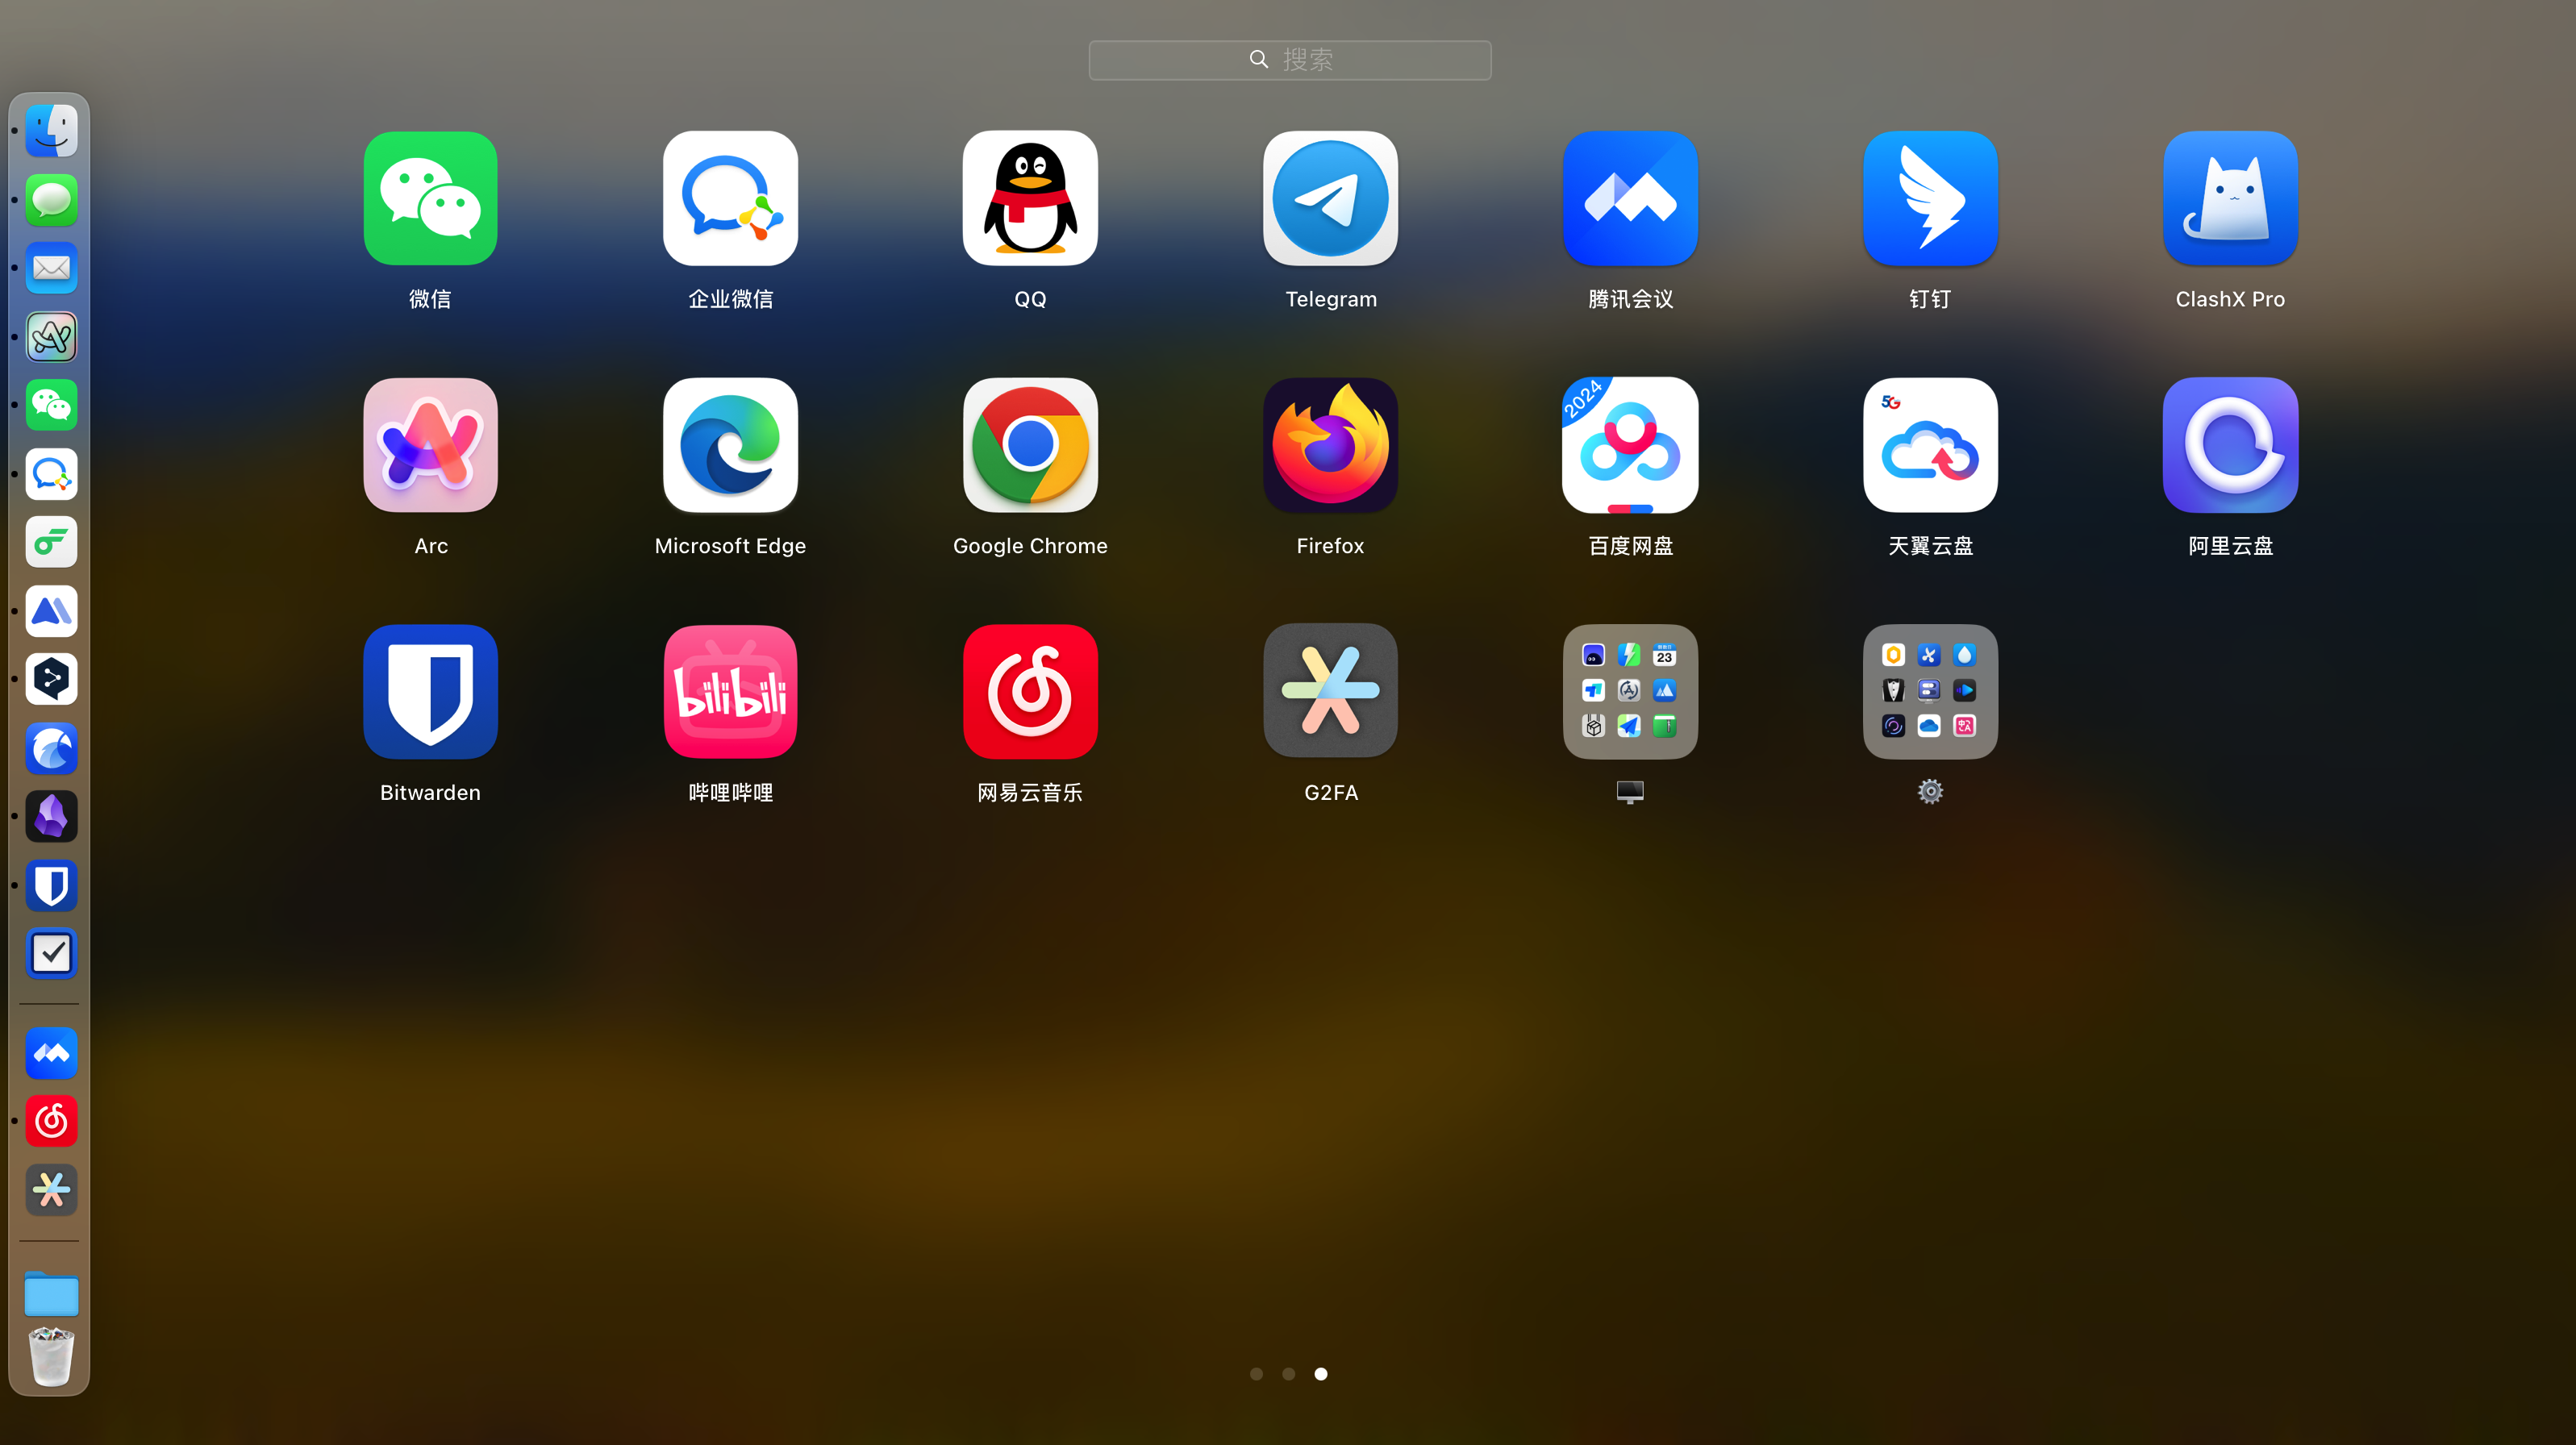 搜索
微信
企业微信
QQ
Telegram
腾讯会议
钉钉
ClashX Pro
2024
5G
Arc
Microsoft Edge
Google Chrome
Firefox
百度网盘
天翼云盘
阿里云盘
bilibili
23
中A
Bitwarden
哔哩哔哩
网易云音乐
G2FA